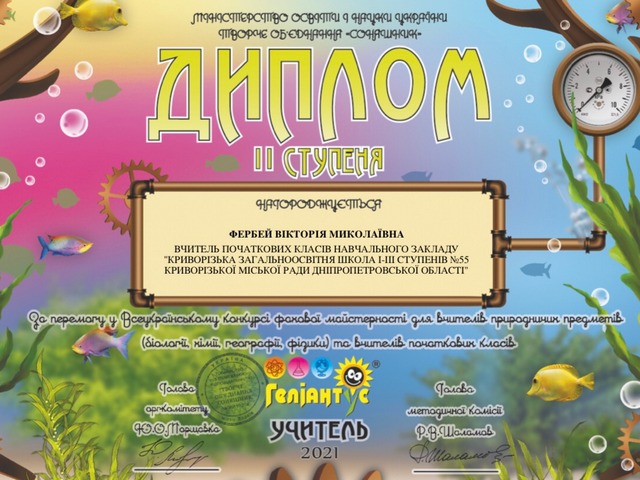 МІНІСТЕРСТВО ОСВІТИ І НАУКИ УКРАЇНИ
ТВОРЧЕ ОБ'ЄДНАННЯ «СОНЯШНИК»
ДИПЛОМ
II СТУПЕНЯ
НАГОРОДЖУЄТЬСЯ
ФЕРБЕЙ ВІКТОРІЯ МИКОЛАЇВНА
ВЧИТЕЛЬ ПОЧАТКОВИХ КЛАСІВ НАВЧАЛЬНОГО ЗАКЛАДУ
"КРИВОРІЗЬКА ЗАГАЛЬНООСВІТНЯ ШКОЛА І-ІІІ СТУПЕНІВ №55
КРИВОРІЗЬКОЇ МІСЬКОЇ РАДИ ДНІПРОПЕТРОВСЬКОЇ ОБЛАСТІ"
За перемогу у Всеукраїнському конкурсі фахової майстерності для вчителів природничих предметів
(біології, хімії, географії, фізики) та вчителів початкових класів
Голова
оргкомітету
Голова
методичної комісії
Р.В.Шаламов
Геліантус®
УЧИТЕЛЬ
2021